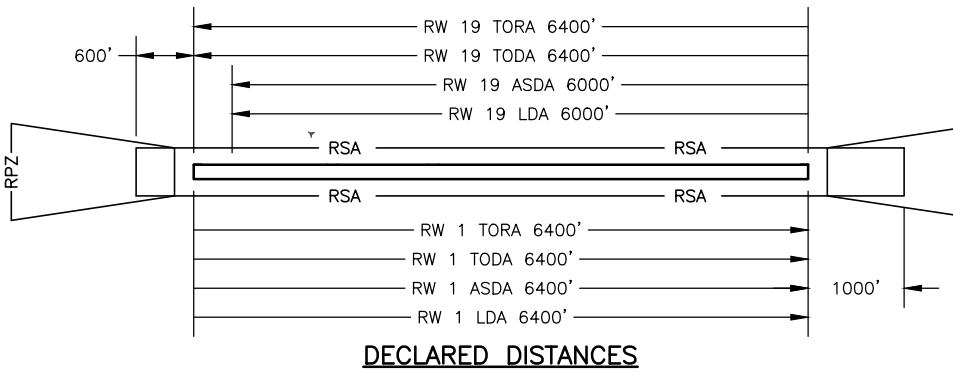 RW 19 TORA 6400'
600'
RW 19 TODA 6400'
RW 19 ASDA 6000'
RW 19 LDA 6000'
RSA
RSA
RPZ
RSA
RSA
RW 1 TORA 6400'
RW 1 TODA 6400'
RW 1 ASDA 6400'
1000'
RW 1 LDA 6400'
DECLARED DISTANCES